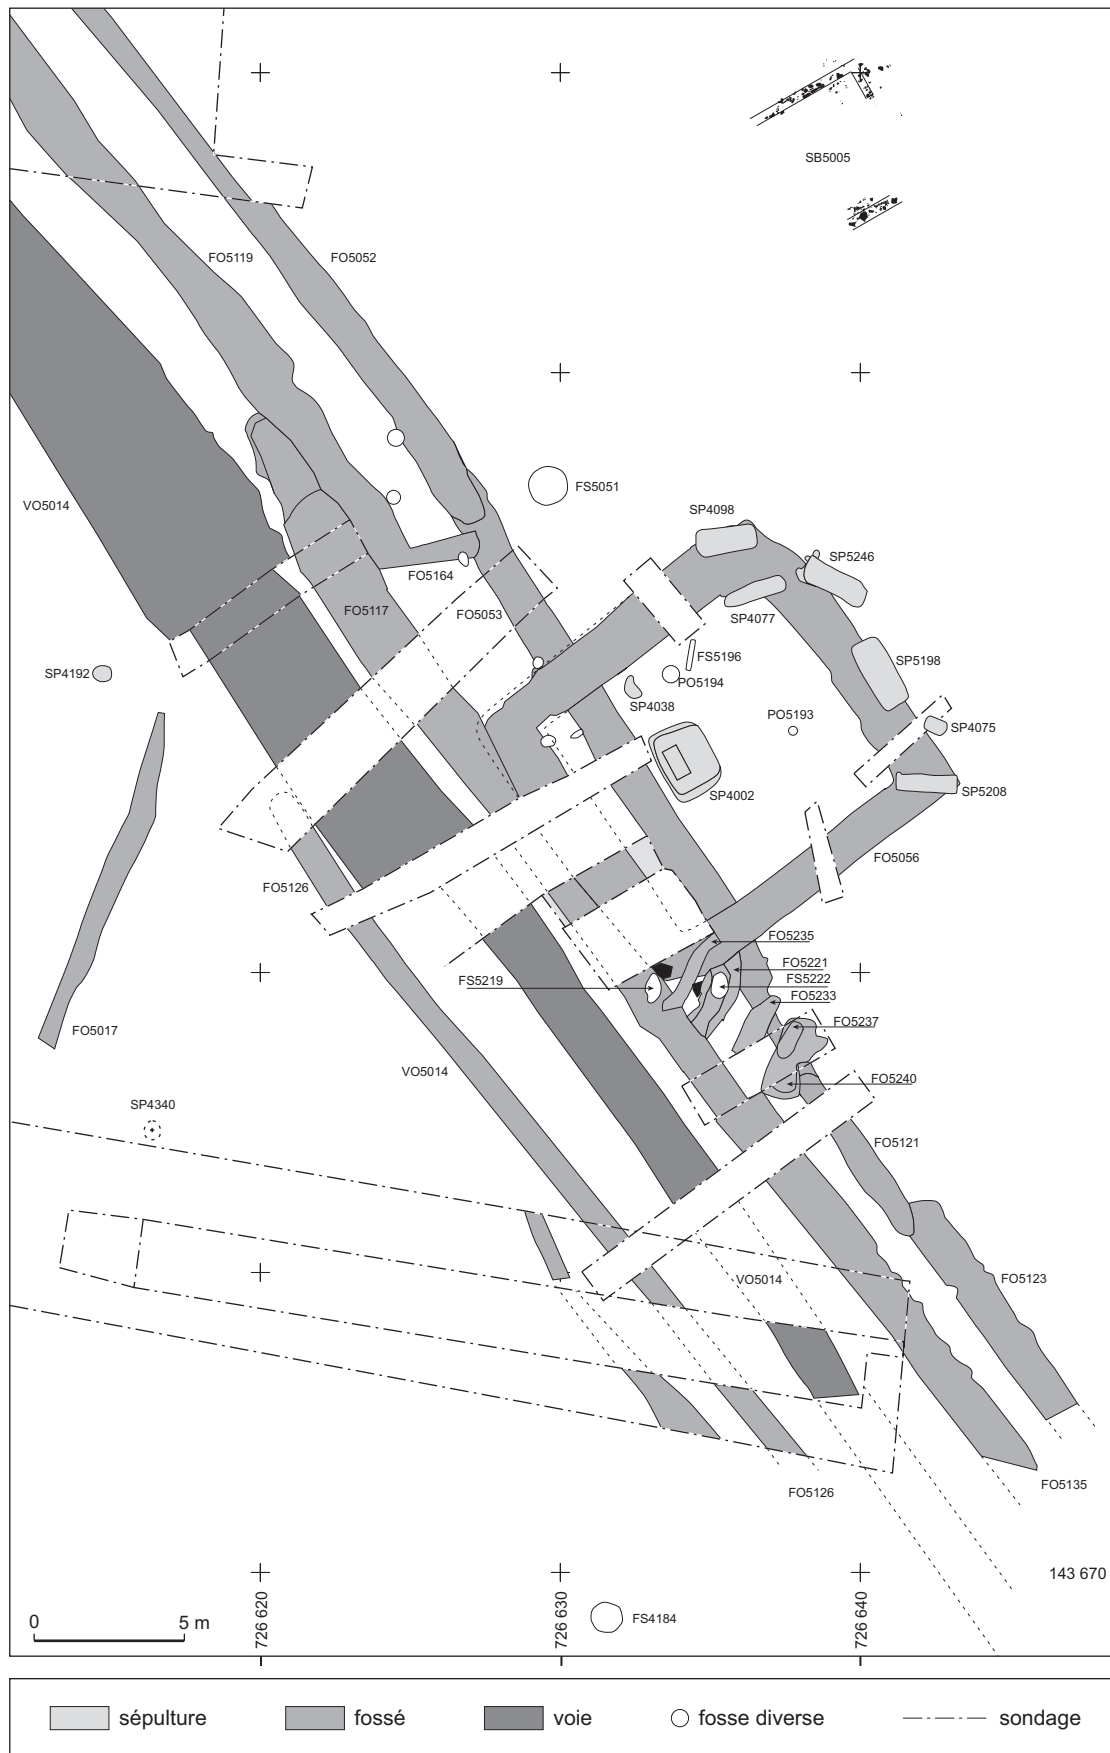 SB5005
FO5119
FO5052
VO5014
FS5051
SP4098
SP5246
FO5164
FO5053
FO5117
SP4077
FS5196
SP5198
SP4192
PO5194
SP4038
PO5193
SP4075
SP4002
SP5208
FO5056
FO5126
FO5235
FO5221
FS5219
FS5222
FO5233
FO5017
FO5237
VO5014
FO5240
SP4340
FO5121
VO5014
FO5123
FO5135
FO5126
143 670
0 5 m
726 620
726 630
726 640
FS4184
sépulture fossé voie fosse diverse sondage